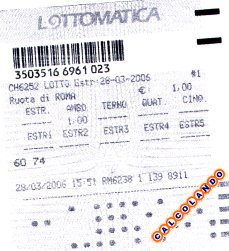 LOTTOMATICA
3503516 6961 023
CH6252 LOTTO Estr 28-03-2006 #1
Ruota di ROMA € 1,00
ESTR. AMBO TERNO QUAT. CINQ.
1.00
ESTR1 ESTR2 ESTR3 ESTR4 ESTR5
60 74
28/03/2006 15:51 RM6238 1 139 8911
CALCOLANDO